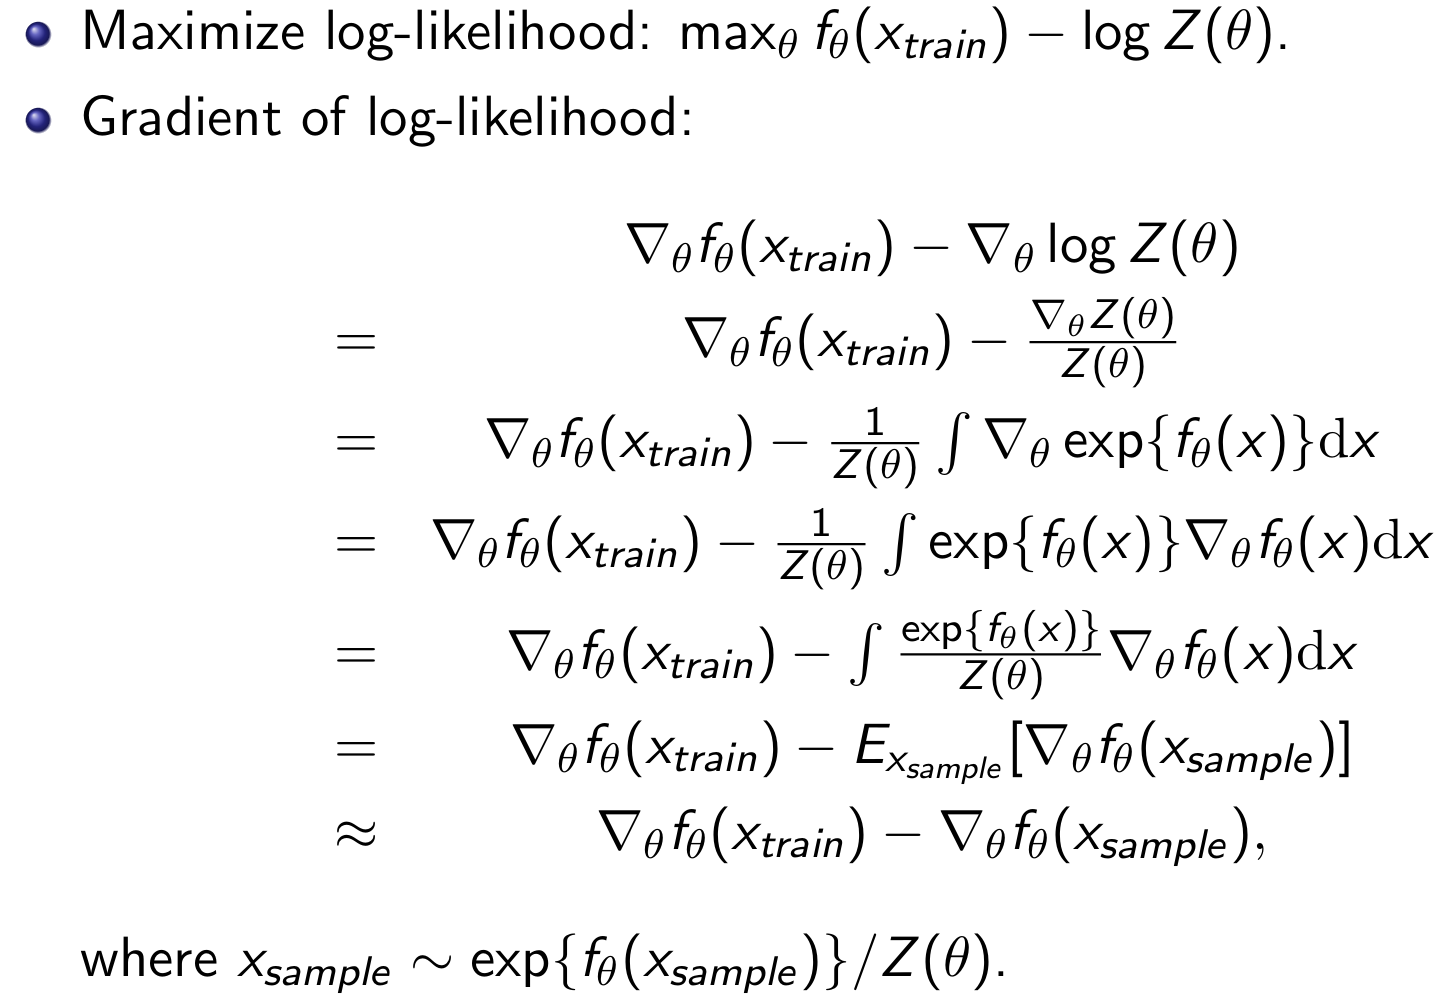 • Maximize log-likelihood: max_θ f_θ(x_train) − log Z(θ).
• Gradient of log-likelihood:
∇_θ f_θ(x_train) − ∇_θ log Z(θ)
= ∇_θ f_θ(x_train) − ∇_θ Z(θ) / Z(θ)
= ∇_θ f_θ(x_train) − 1/Z(θ) ∫ ∇_θ exp{f_θ(x)}dx
= ∇_θ f_θ(x_train) − 1/Z(θ) ∫ exp{f_θ(x)}∇_θ f_θ(x)dx
= ∇_θ f_θ(x_train) − ∫ exp{f_θ(x)}/Z(θ) ∇_θ f_θ(x)dx
= ∇_θ f_θ(x_train) − E_{x_sample}[∇_θ f_θ(x_sample)]
≈ ∇_θ f_θ(x_train) − ∇_θ f_θ(x_sample),
where x_sample ∼ exp{f_θ(x_sample)}/Z(θ).